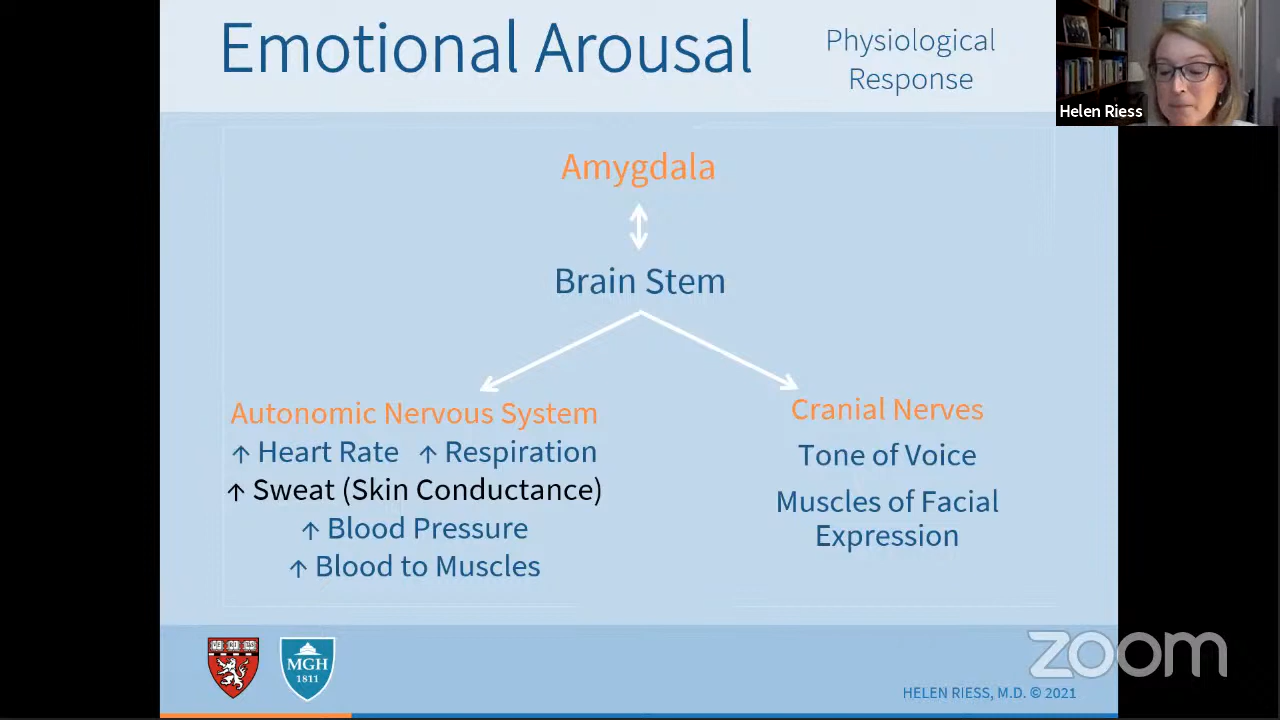 Emotional Arousal
Physiological
Response
Helen Riess
Amygdala
Brain Stem
Autonomic Nervous System
↑ Heart Rate ↑ Respiration
↑ Sweat (Skin Conductance)
↑ Blood Pressure
↑ Blood to Muscles
Cranial Nerves
Tone of Voice
Muscles of Facial
Expression
MGH
1811
zoom
HELEN RIESS, M.D. © 2021